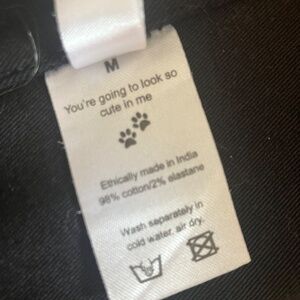 M
You're going to look so
cute in me
Ethically made in India
98% cotton/2% elastane
Wash separately in
cold water, air dry.